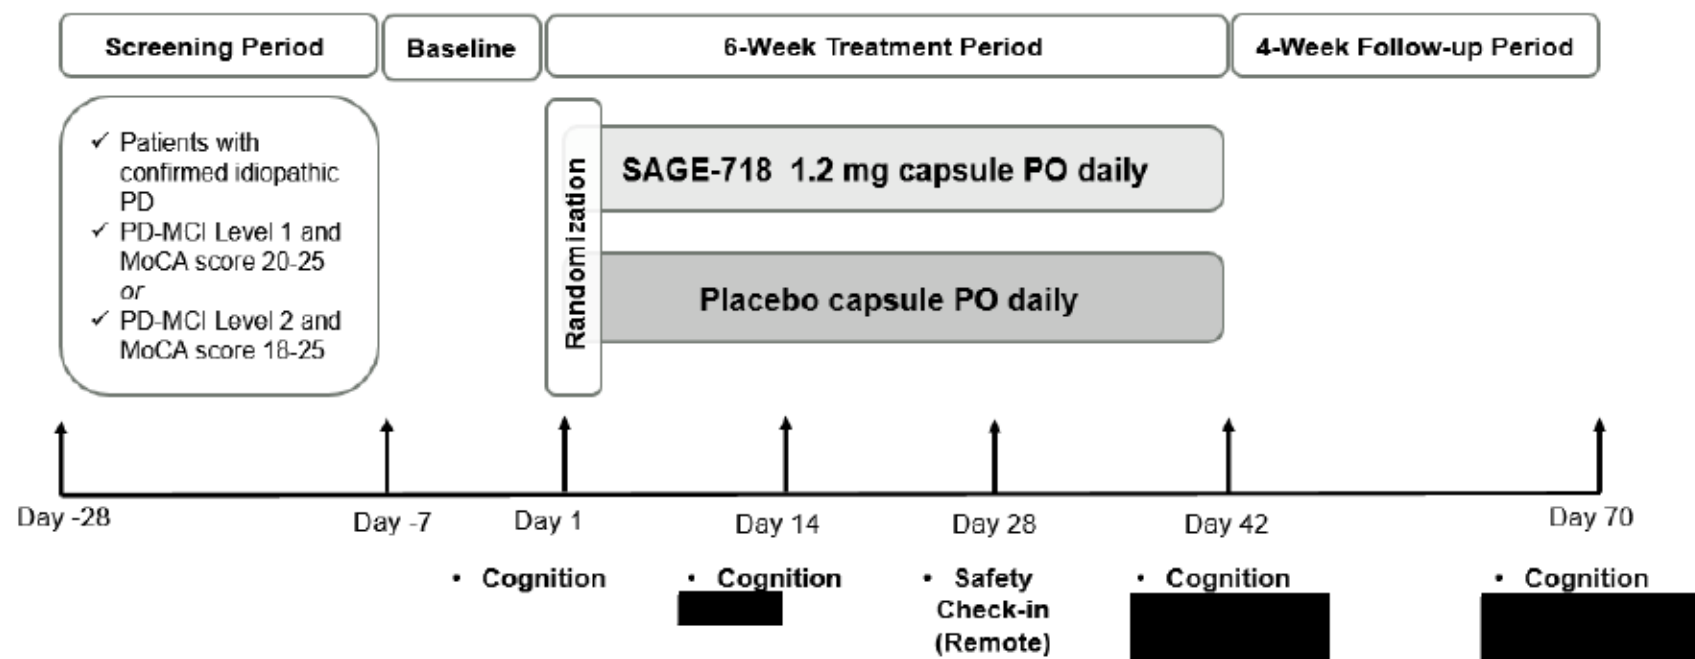 Screening Period
Baseline
6-Week Treatment Period
4-Week Follow-up Period
✓ Patients with
confirmed idiopathic
PD
✓ PD-MCI Level 1 and
MoCA score 20-25
or
✓ PD-MCI Level 2 and
MoCA score 18-25
Randomization
SAGE-718 1.2 mg capsule PO daily
Placebo capsule PO daily
Day -28
Day -7
Day 1
Day 14
Day 28
Day 42
Day 70
• Cognition
• Cognition
• Safety
Check-in
(Remote)
• Cognition
• Cognition